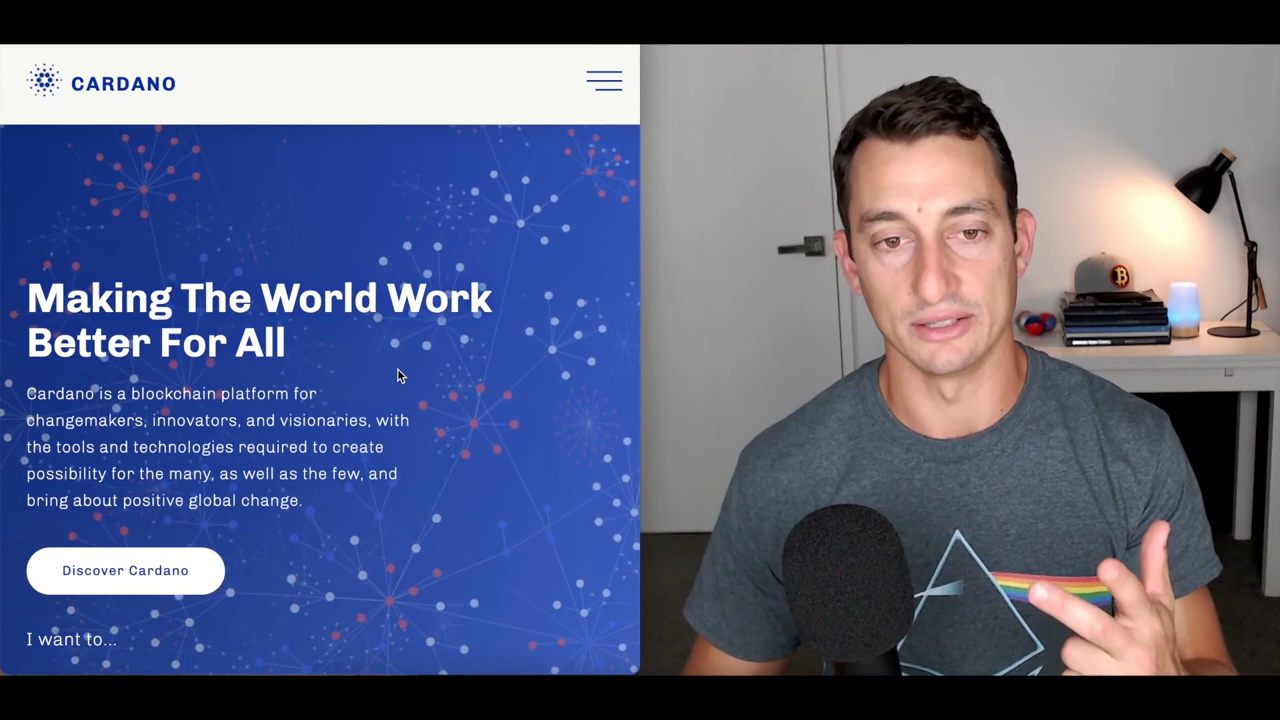 CARDANO
Making The World Work
Better For All
Cardano is a blockchain platform for
changemakers, innovators, and visionaries, with
the tools and technologies required to create
possibility for the many, as well as the few, and
bring about positive global change.
Discover Cardano
I want to...